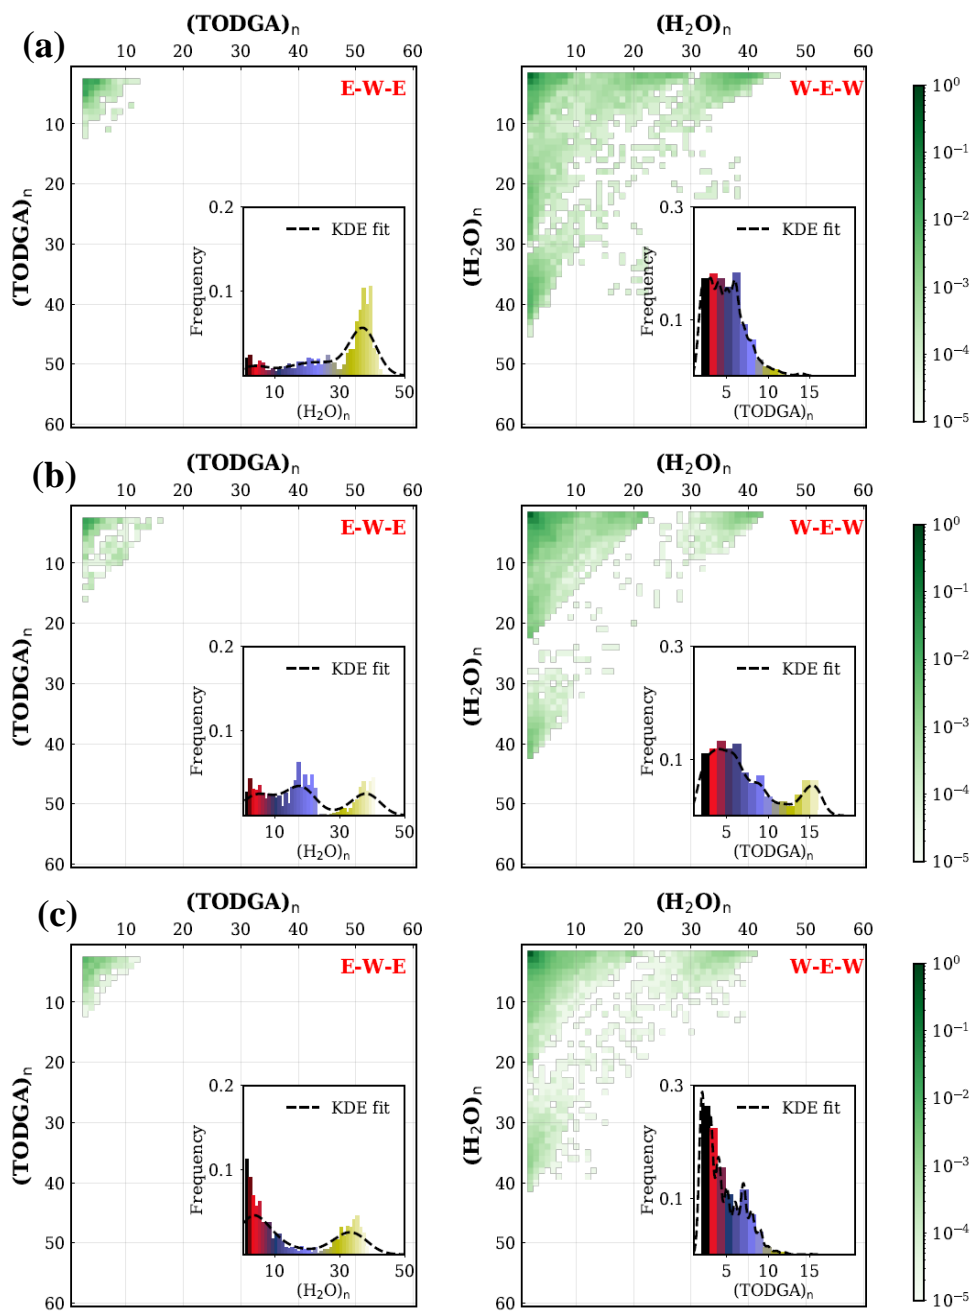 (a)
(TODGA)n
(H2O)n
10 20 30 40 50 60
10 20 30 40 50 60
E-W-E
W-E-W
10
20
30
40
50
60
(TODGA)n
0.2
0.1
Frequency
KDE fit
10 30 50
(H2O)n
10
20
30
40
50
60
(H2O)n
0.3
0.1
Frequency
KDE fit
5 10 15
(TODGA)n
10^0
10^−1
10^−2
10^−3
10^−4
10^−5
(b)
(TODGA)n
(H2O)n
10 20 30 40 50 60
10 20 30 40 50 60
E-W-E
W-E-W
10
20
30
40
50
60
(TODGA)n
0.2
0.1
Frequency
KDE fit
10 30 50
(H2O)n
10
20
30
40
50
60
(H2O)n
0.3
0.1
Frequency
KDE fit
5 10 15
(TODGA)n
10^0
10^−1
10^−2
10^−3
10^−4
10^−5
(c)
(TODGA)n
(H2O)n
10 20 30 40 50 60
10 20 30 40 50 60
E-W-E
W-E-W
10
20
30
40
50
60
(TODGA)n
0.2
0.1
Frequency
KDE fit
10 30 50
(H2O)n
10
20
30
40
50
60
(H2O)n
0.3
0.1
Frequency
KDE fit
5 10 15
(TODGA)n
10^0
10^−1
10^−2
10^−3
10^−4
10^−5